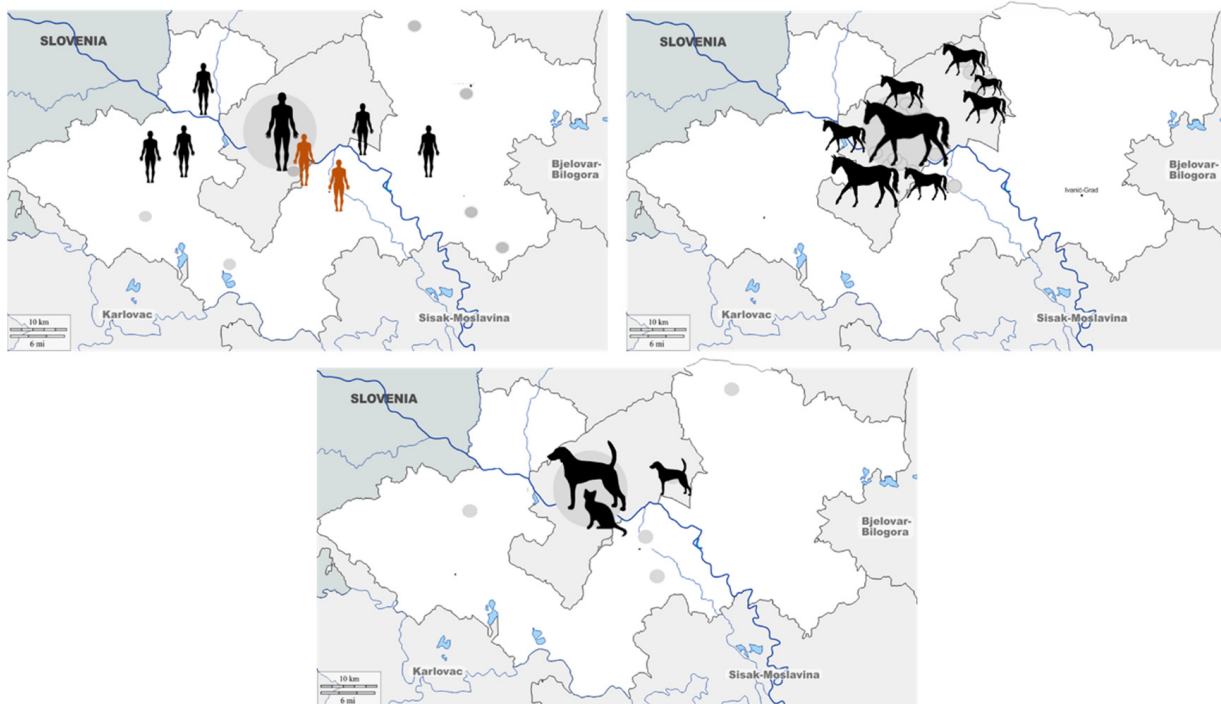 SLOVENIA
Bjelovar-
Bilogora
Karlovac
Sisak-Moslavina
10 km
6 mi
SLOVENIA
Bjelovar-
Bilogora
Ivanić-Grad
Karlovac
Sisak-Moslavina
10 km
6 mi
SLOVENIA
Bjelovar-
Bilogora
Karlovac
Sisak-Moslavina
10 km
6 mi